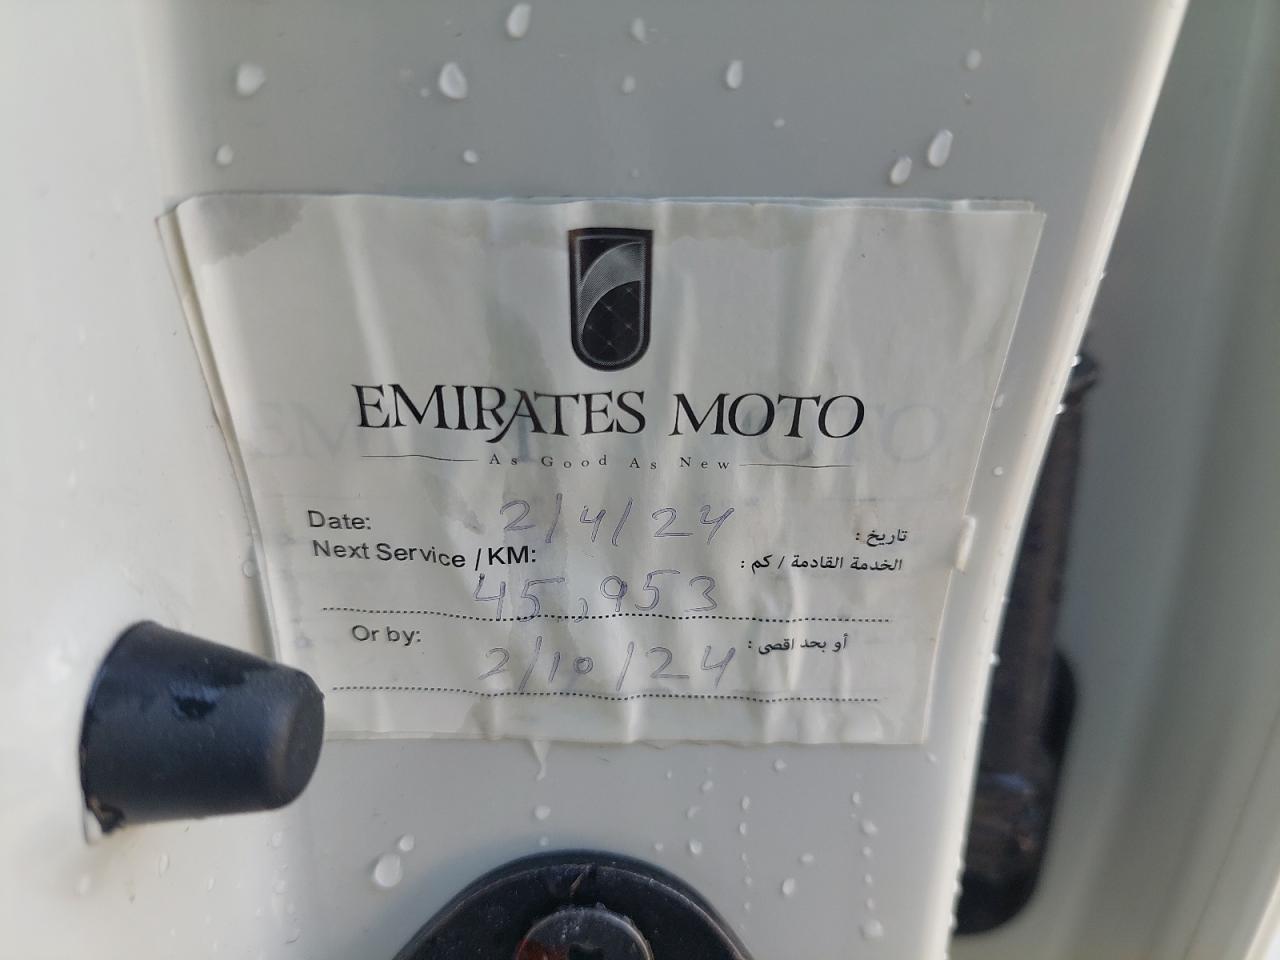 EMIRATES MOTO
As Good As New
Date: 2/4/24 تاريخ :
Next Service / KM: الخدمة القادمة / كم :
45,953
Or by: أو بحد اقصى :
2/10/24